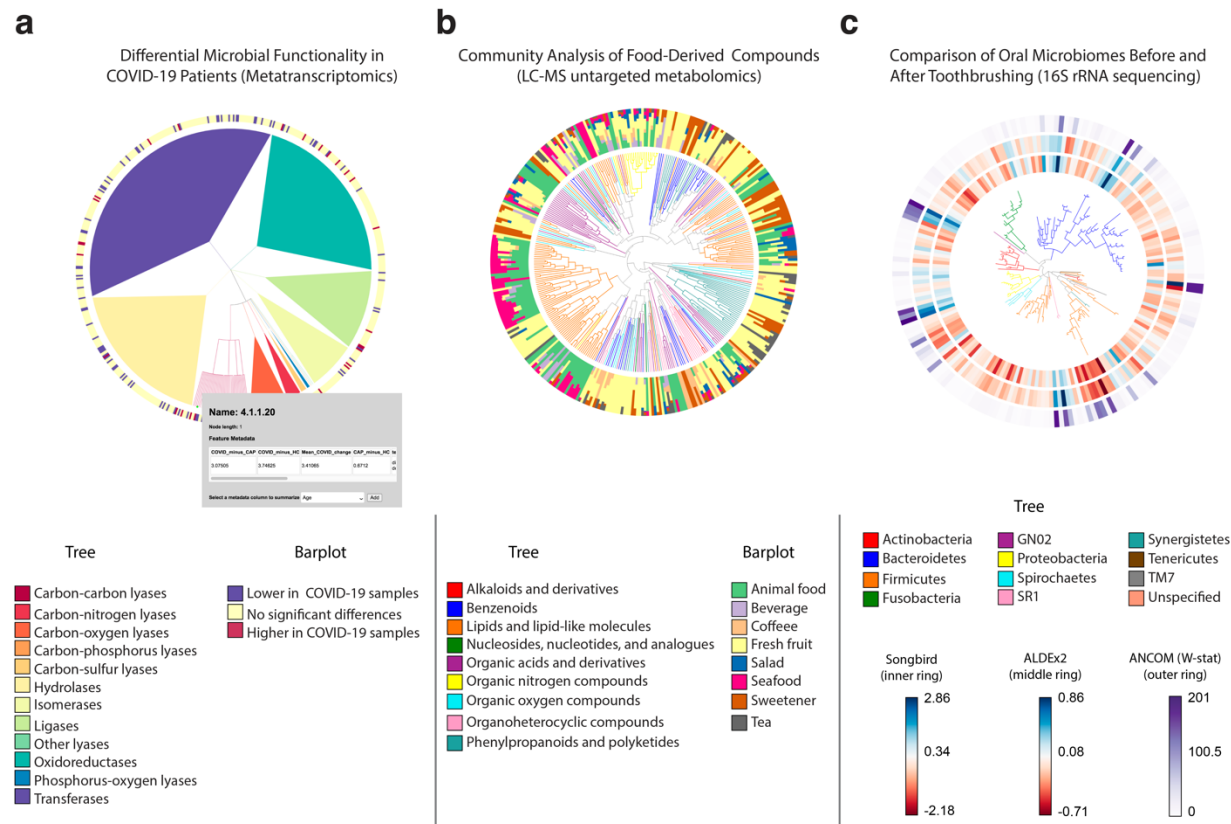 a
Differential Microbial Functionality in
COVID-19 Patients (Metatranscriptomics)
Name: 4.1.1.20
Node length: 1
Feature Metadata
COVID_minus_CAP COVID_minus_HC Mean_COVID_change CAP_minus_HC te
3.07505 3.74625 3.41065 0.6712
Select a metadata column to summarize Age Add
Tree
Carbon-carbon lyases
Carbon-nitrogen lyases
Carbon-oxygen lyases
Carbon-phosphorus lyases
Carbon-sulfur lyases
Hydrolases
Isomerases
Ligases
Other lyases
Oxidoreductases
Phosphorus-oxygen lyases
Transferases
Barplot
Lower in COVID-19 samples
No significant differences
Higher in COVID-19 samples
b
Community Analysis of Food-Derived Compounds
(LC-MS untargeted metabolomics)
Tree
Alkaloids and derivatives
Benzenoids
Lipids and lipid-like molecules
Nucleosides, nucleotides, and analogues
Organic acids and derivatives
Organic nitrogen compounds
Organic oxygen compounds
Organoheterocyclic compounds
Phenylpropanoids and polyketides
Barplot
Animal food
Beverage
Coffeee
Fresh fruit
Salad
Seafood
Sweetener
Tea
c
Comparison of Oral Microbiomes Before and
After Toothbrushing (16S rRNA sequencing)
Tree
Actinobacteria
Bacteroidetes
Firmicutes
Fusobacteria
GN02
Proteobacteria
Spirochaetes
SR1
Synergistetes
Tenericutes
TM7
Unspecified
Songbird
(inner ring)
2.86
0.34
-2.18
ALDEx2
(middle ring)
0.86
0.08
-0.71
ANCOM (W-stat)
(outer ring)
201
100.5
0